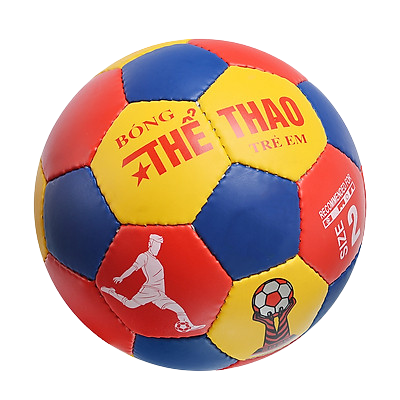 BÓNG
THỂ THAO
TRẺ EM
RECOMMENDED FOR
SIZE 2